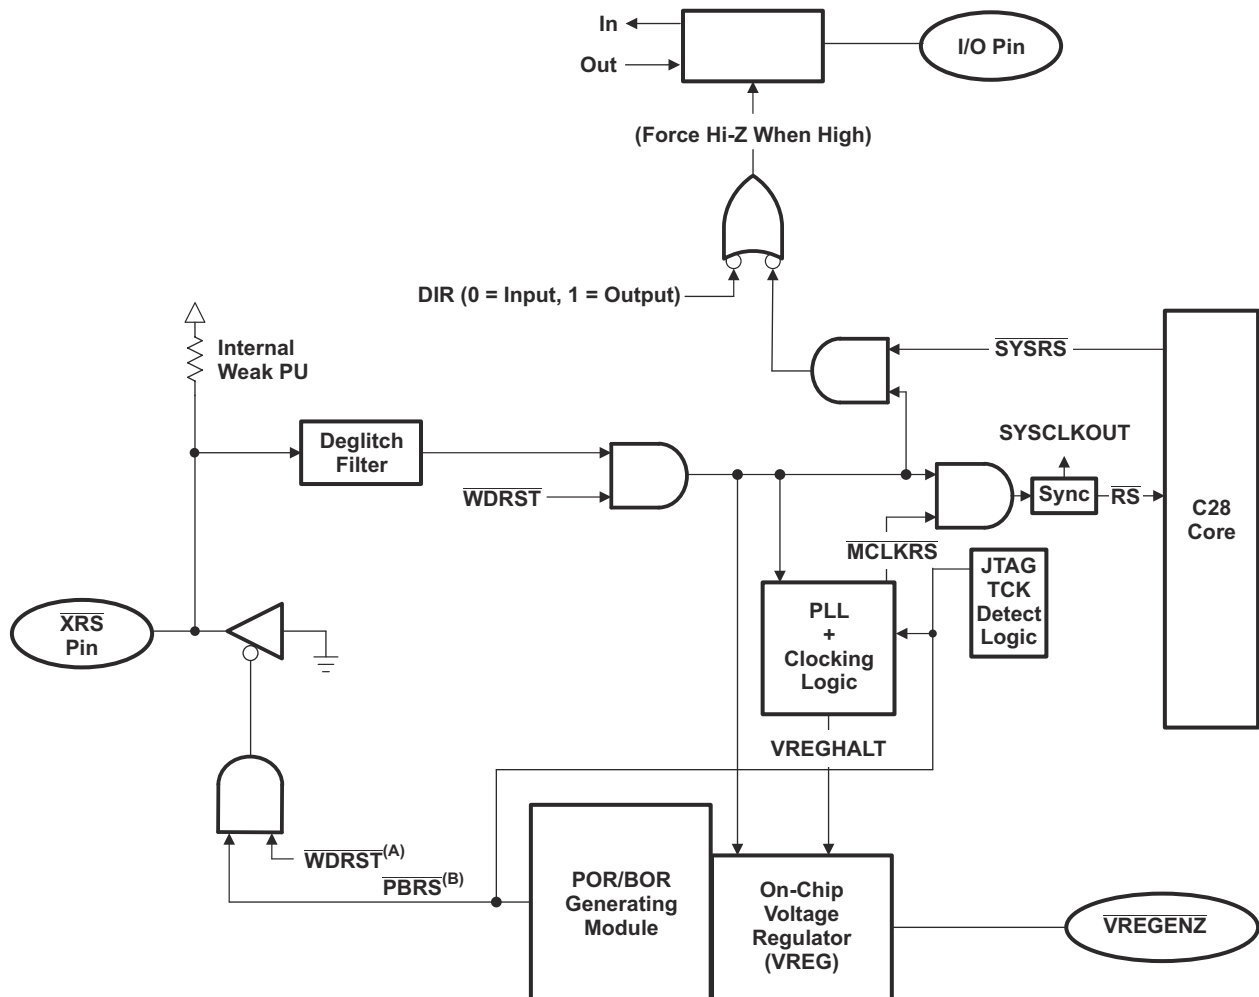 In
Out
I/O Pin
(Force Hi-Z When High)
DIR (0 = Input, 1 = Output)
Internal
Weak PU
SYSRS
Deglitch
Filter
SYSCLKOUT
WDRST
Sync
RS
C28
Core
MCLKRS
JTAG
TCK
Detect
Logic
XRS
Pin
PLL
+
Clocking
Logic
VREGHALT
WDRST(A)
PBRS(B)
POR/BOR
Generating
Module
On-Chip
Voltage
Regulator
(VREG)
VREGENZ